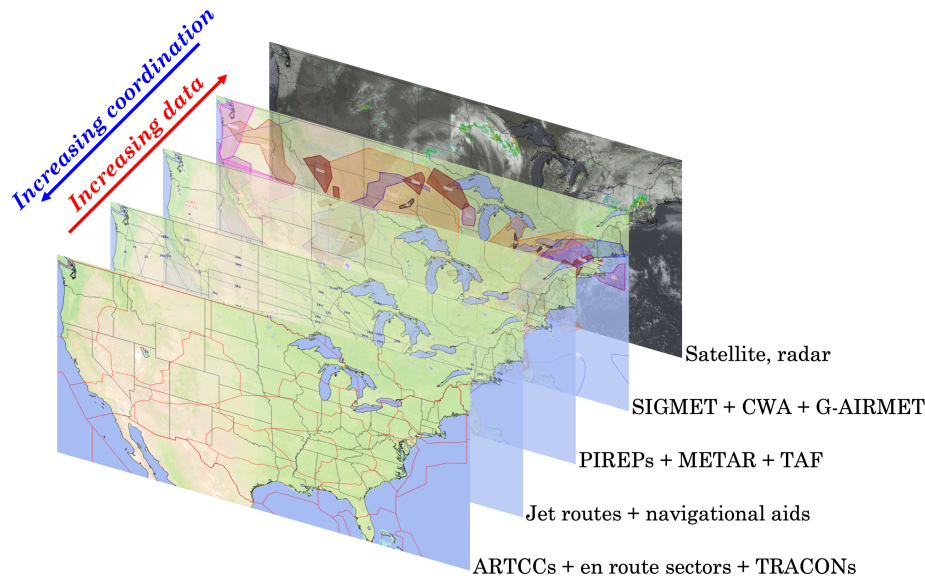 Increasing coordination
Increasing data
Satellite, radar
SIGMET + CWA + G-AIRMET
PIREPs + METAR + TAF
Jet routes + navigational aids
ARTCCs + en route sectors + TRACONs